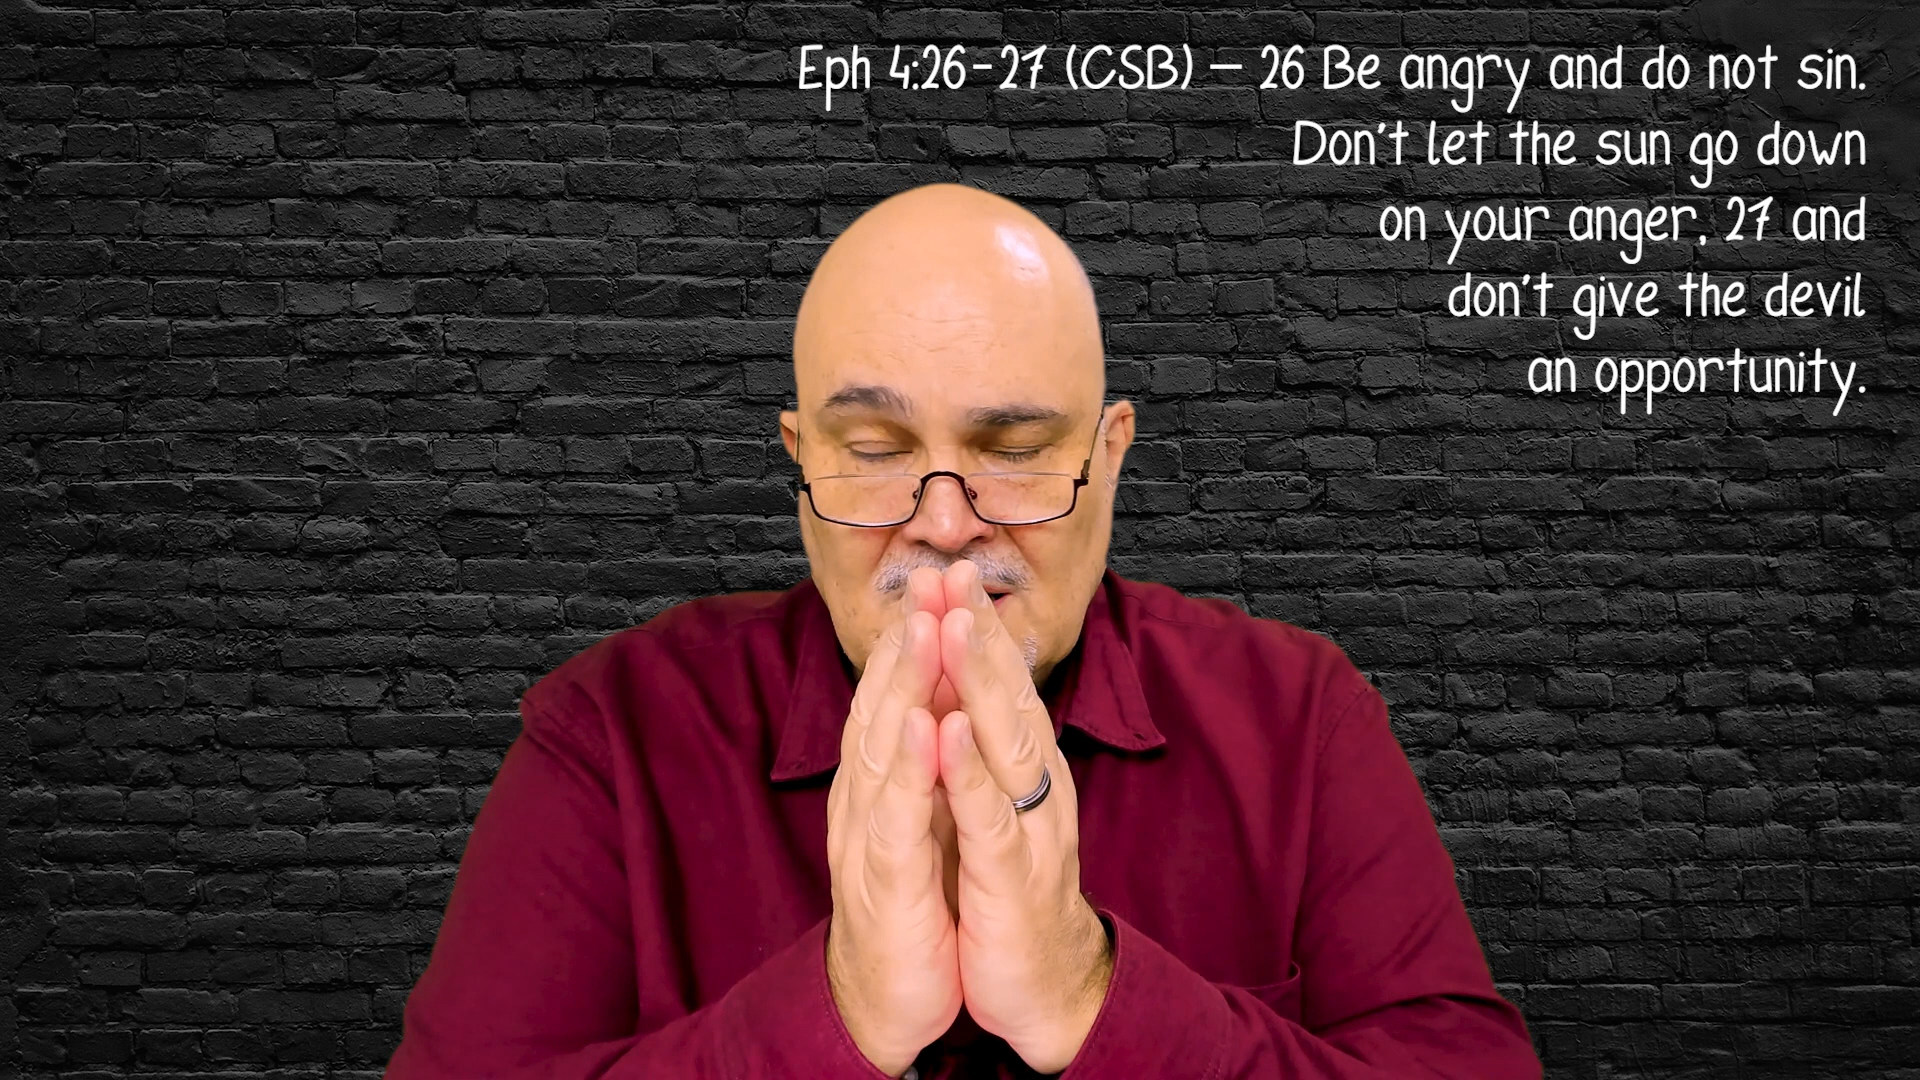 Eph 4:26-27 (CSB) — 26 Be angry and do not sin.
Don't let the sun go down
on your anger, 27 and
don't give the devil
an opportunity.